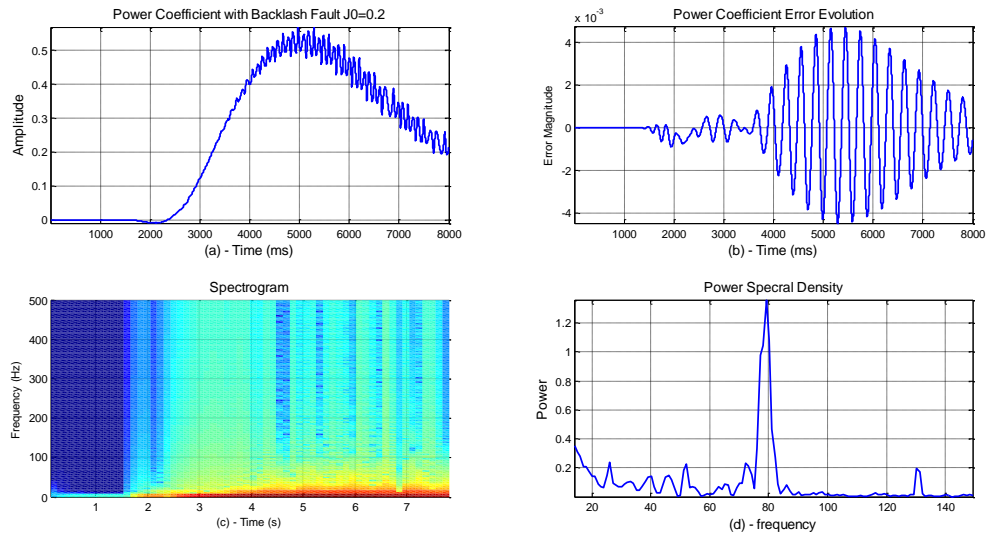 Power Coefficient with Backlash Fault J0=0.2
Amplitude
0.5
0.4
0.3
0.2
0.1
0
1000 2000 3000 4000 5000 6000 7000 8000
(a) - Time (ms)
Power Coefficient Error Evolution
x 10^-3
Error Magnitude
4
2
0
-2
-4
1000 2000 3000 4000 5000 6000 7000 8000
(b) - Time (ms)
Spectrogram
Frequency (Hz)
500
400
300
200
100
0
1 2 3 4 5 6 7
(c) - Time (s)
Power Specral Density
Power
1.2
1
0.8
0.6
0.4
0.2
20 40 60 80 100 120 140
(d) - frequency